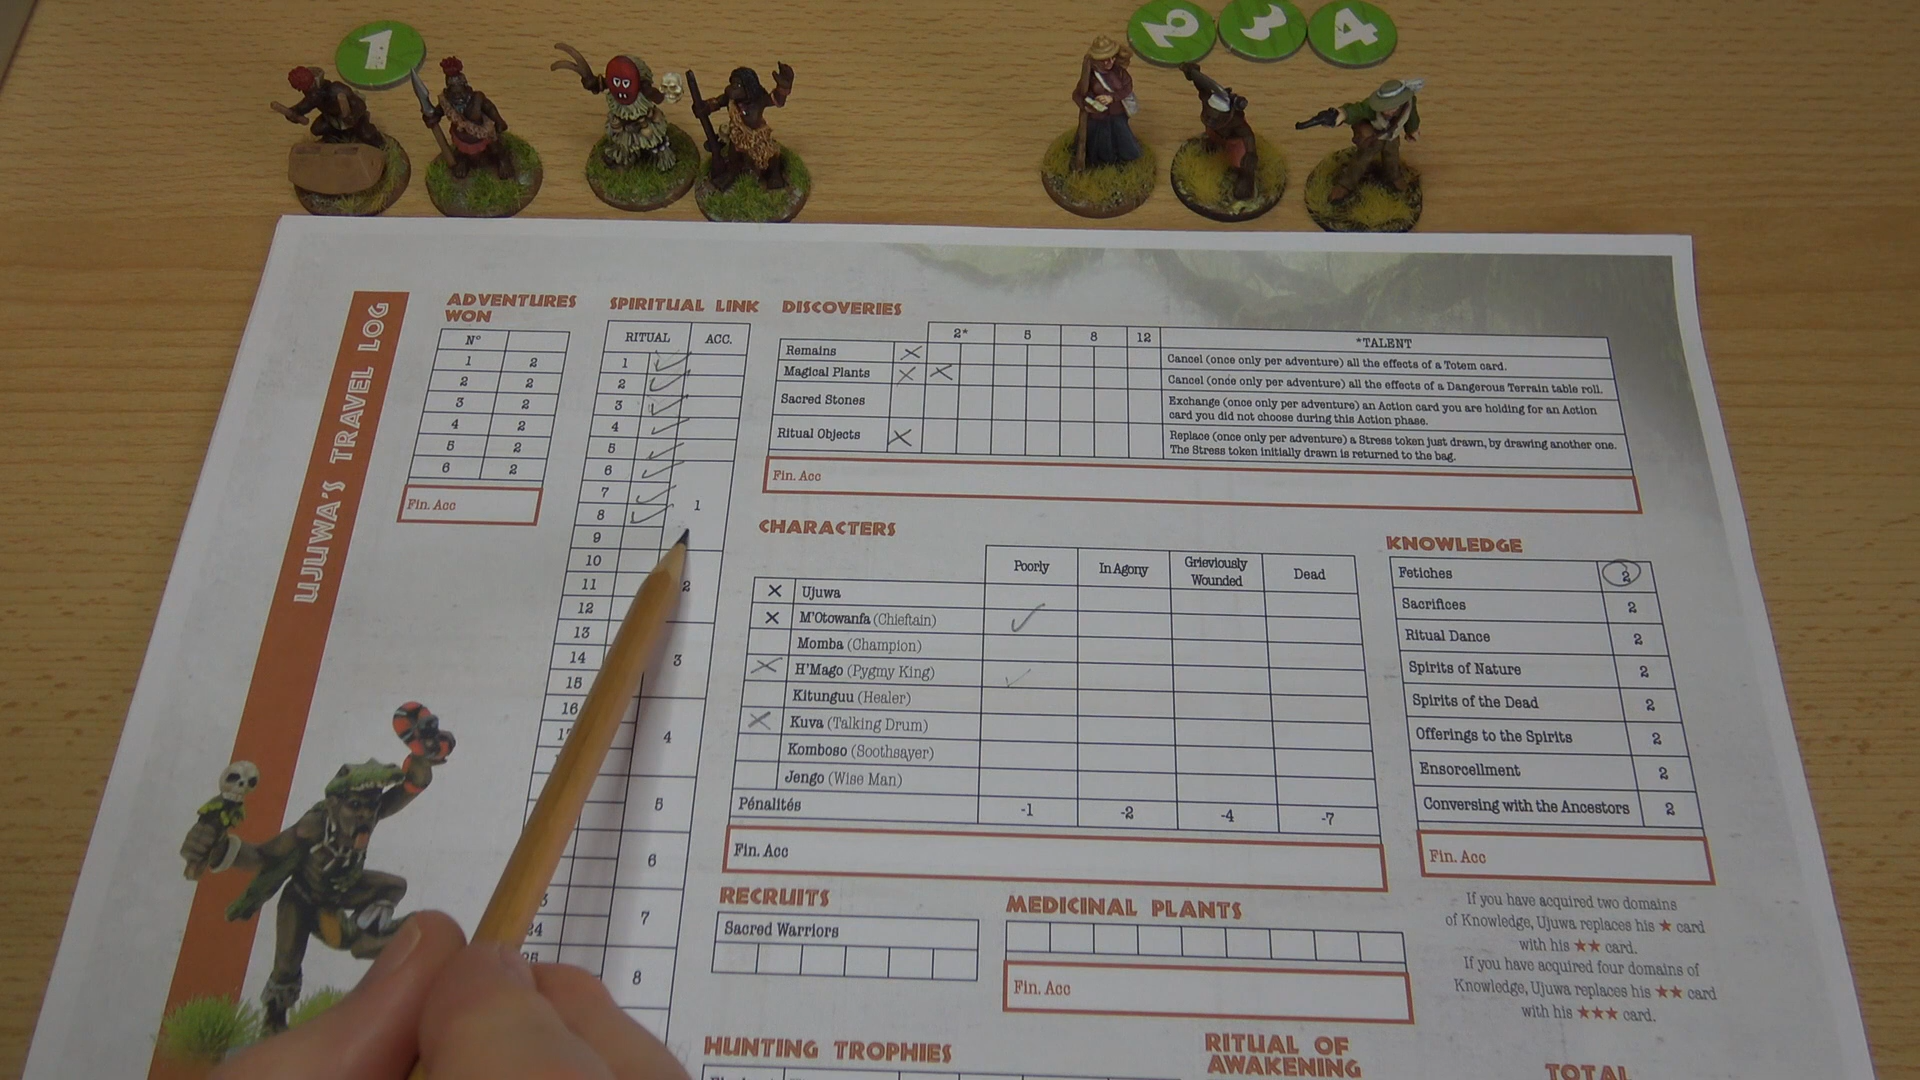 1
2
3
4
UJUWA'S TRAVEL LOG
ADVENTURES
WON
N°
1 2
2 2
3 2
4 2
5 2
6 2
Fin. Acc
SPIRITUAL LINK
RITUAL ACC.
1
2
3
4
5
6
7
8
9
10
11
12
13
14
15
16
24
25
1
2
3
4
5
6
7
8
DISCOVERIES
2* 5 8 12 *TALENT
Remains Cancel (once only per adventure) all the effects of a Totem card.
Magical Plants Cancel (once only per adventure) all the effects of a Dangerous Terrain table roll.
Sacred Stones Exchange (once only per adventure) an Action card you are holding for an Action
card you did not choose during this Action phase.
Ritual Objects Replace (once only per adventure) a Stress token just drawn, by drawing another one.
The Stress token initially drawn is returned to the bag.
Fin. Acc
CHARACTERS
Poorly In Agony Grieviously
Wounded Dead
Ujuwa
M'Otowanfa (Chieftain)
Momba (Champion)
H'Mago (Pygmy King)
Kitunguu (Healer)
Kuva (Talking Drum)
Komboso (Soothsayer)
Jengo (Wise Man)
Pénalités -1 -2 -4 -7
Fin. Acc
KNOWLEDGE
Fetiches 2
Sacrifices 2
Ritual Dance 2
Spirits of Nature 2
Spirits of the Dead 2
Offerings to the Spirits 2
Ensorcellment 2
Conversing with the Ancestors 2
Fin. Acc
If you have acquired two domains
of Knowledge, Ujuwa replaces his ★ card
with his ★★ card.
If you have acquired four domains of
Knowledge, Ujuwa replaces his ★★ card
with his ★★★ card.
RECRUITS
Sacred Warriors
MEDICINAL PLANTS
Fin. Acc
HUNTING TROPHIES
RITUAL OF
AWAKENING
TOTAL